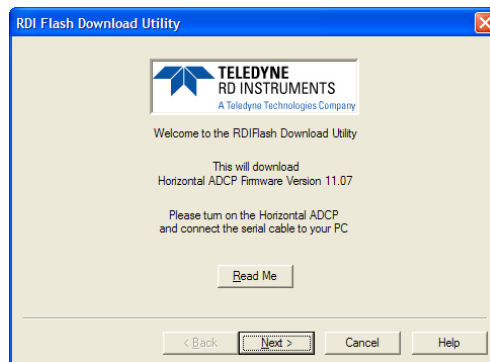 RDI Flash Download Utility
TELEDYNE
RD INSTRUMENTS
A Teledyne Technologies Company
Welcome to the RDIFlash Download Utility
This will download
Horizontal ADCP Firmware Version 11.07
Please turn on the Horizontal ADCP
and connect the serial cable to your PC
Read Me
< Back
Next >
Cancel
Help